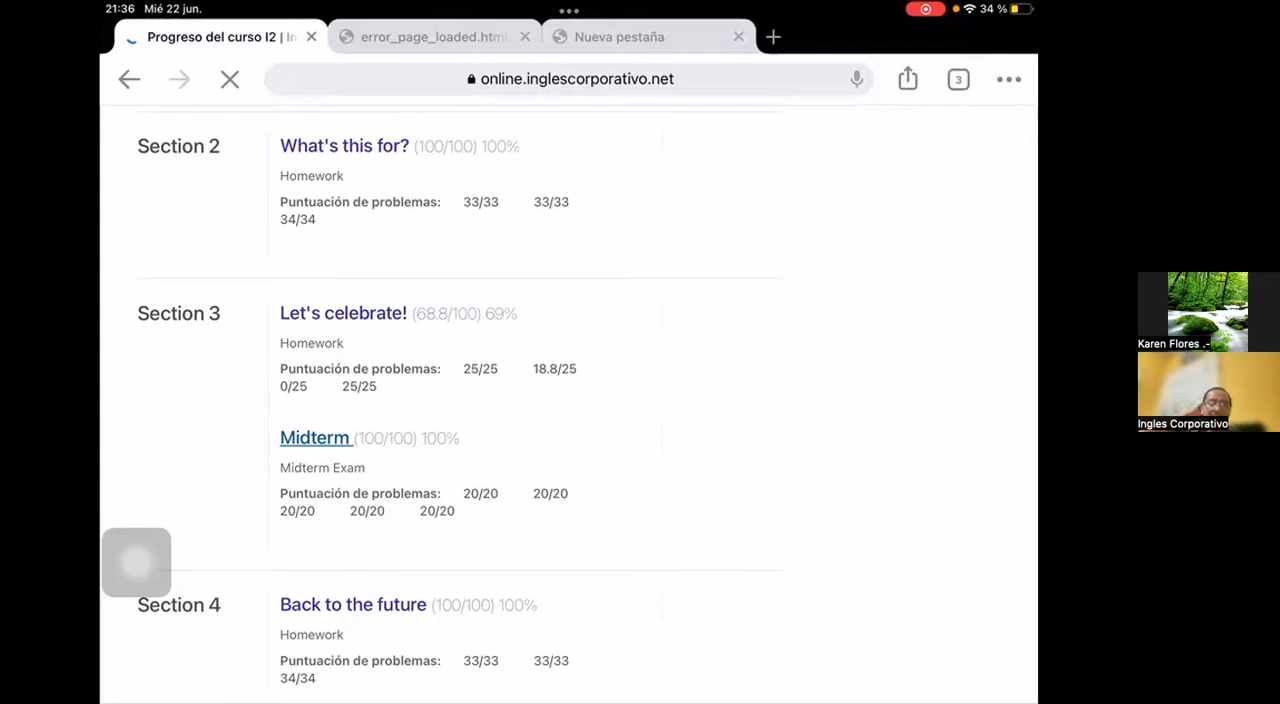 21:36 Mié 22 jun.
34 %
Progreso del curso I2 | In
error_page_loaded.html
Nueva pestaña
online.inglescorporativo.net
3
Section 2
What's this for? (100/100) 100%
Homework
Puntuación de problemas: 33/33 33/33
34/34
Section 3
Let's celebrate! (68.8/100) 69%
Homework
Puntuación de problemas: 25/25 18.8/25
0/25 25/25
Midterm (100/100) 100%
Midterm Exam
Puntuación de problemas: 20/20 20/20
20/20 20/20 20/20
Section 4
Back to the future (100/100) 100%
Homework
Puntuación de problemas: 33/33 33/33
34/34
Karen Flores .-
Ingles Corporativo